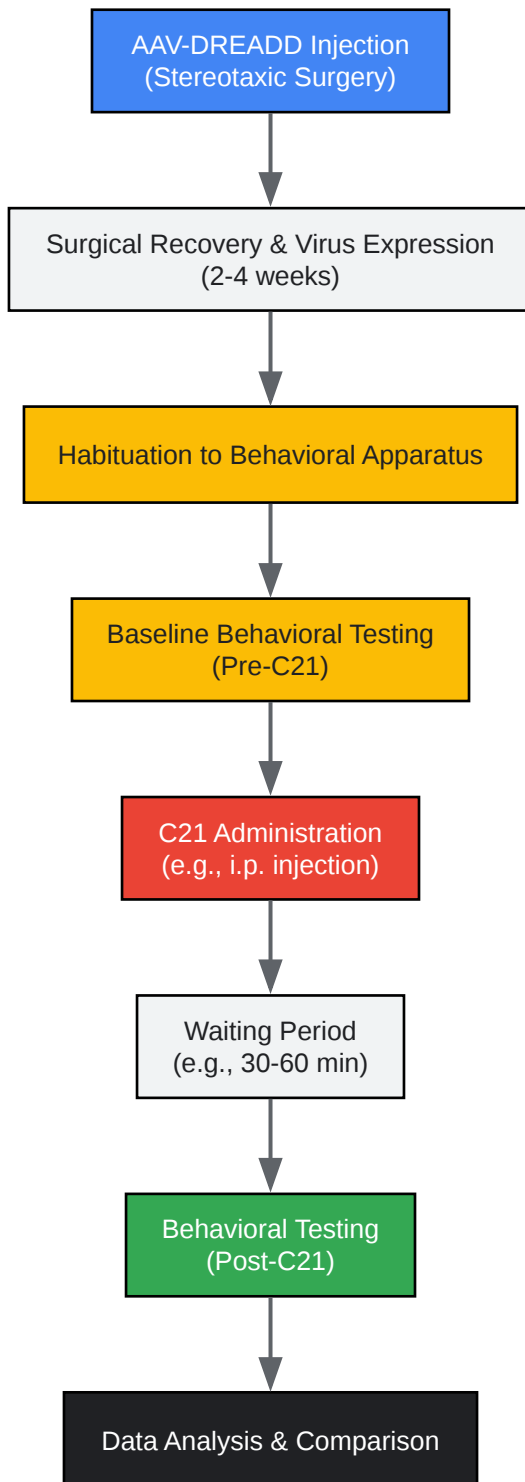 AAV-DREADD Injection
(Stereotaxic Surgery)
Surgical Recovery & Virus Expression
(2-4 weeks)
Habituation to Behavioral Apparatus
Baseline Behavioral Testing
(Pre-C21)
C21 Administration
(e.g., i.p. injection)
Waiting Period
(e.g., 30-60 min)
Behavioral Testing
(Post-C21)
Data Analysis & Comparison